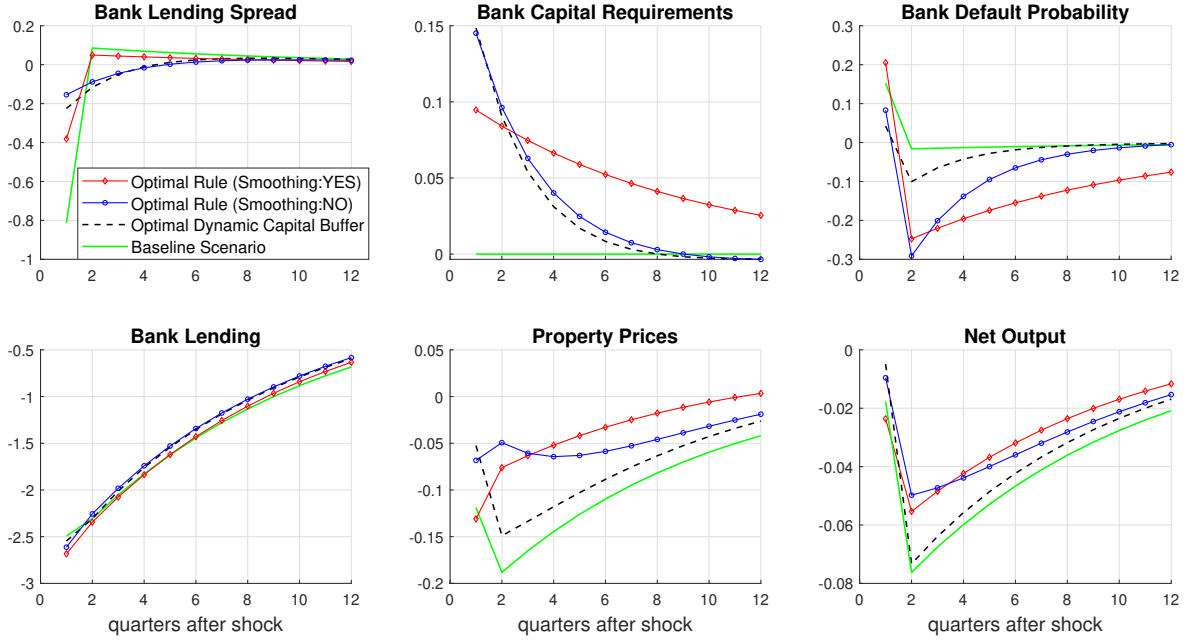 Bank Lending Spread
0.2
0
-0.2
-0.4
-0.6
-0.8
-1
0 2 4 6 8 10 12
Optimal Rule (Smoothing:YES)
Optimal Rule (Smoothing:NO)
Optimal Dynamic Capital Buffer
Baseline Scenario
Bank Capital Requirements
0.15
0.1
0.05
0
0 2 4 6 8 10 12
Bank Default Probability
0.2
0.1
0
-0.1
-0.2
-0.3
0 2 4 6 8 10 12
Bank Lending
-0.5
-1
-1.5
-2
-2.5
-3
0 2 4 6 8 10 12
quarters after shock
Property Prices
0.05
0
-0.05
-0.1
-0.15
-0.2
0 2 4 6 8 10 12
quarters after shock
Net Output
0
-0.02
-0.04
-0.06
-0.08
0 2 4 6 8 10 12
quarters after shock